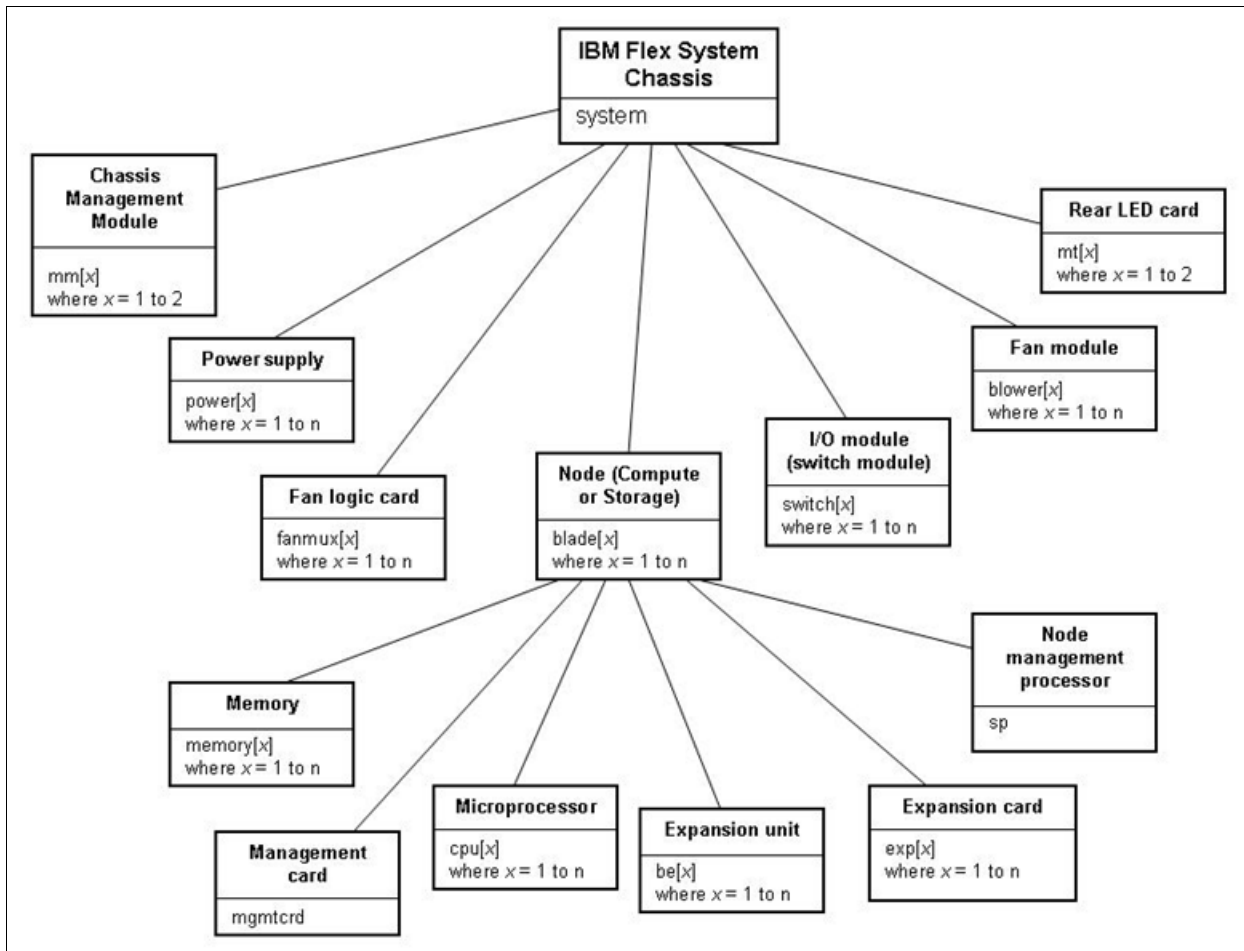 IBM Flex System
Chassis
system
Chassis
Management
Module
mm[x]
where x = 1 to 2
Rear LED card
mt[x]
where x = 1 to 2
Power supply
power[x]
where x = 1 to n
Fan module
blower[x]
where x = 1 to n
Fan logic card
fanmux[x]
where x = 1 to n
Node (Compute
or Storage)
blade[x]
where x = 1 to n
I/O module
(switch module)
switch[x]
where x = 1 to n
Memory
memory[x]
where x = 1 to n
Node
management
processor
sp
Management
card
mgmtcrd
Microprocessor
cpu[x]
where x = 1 to n
Expansion unit
be[x]
where x = 1 to n
Expansion card
exp[x]
where x = 1 to n